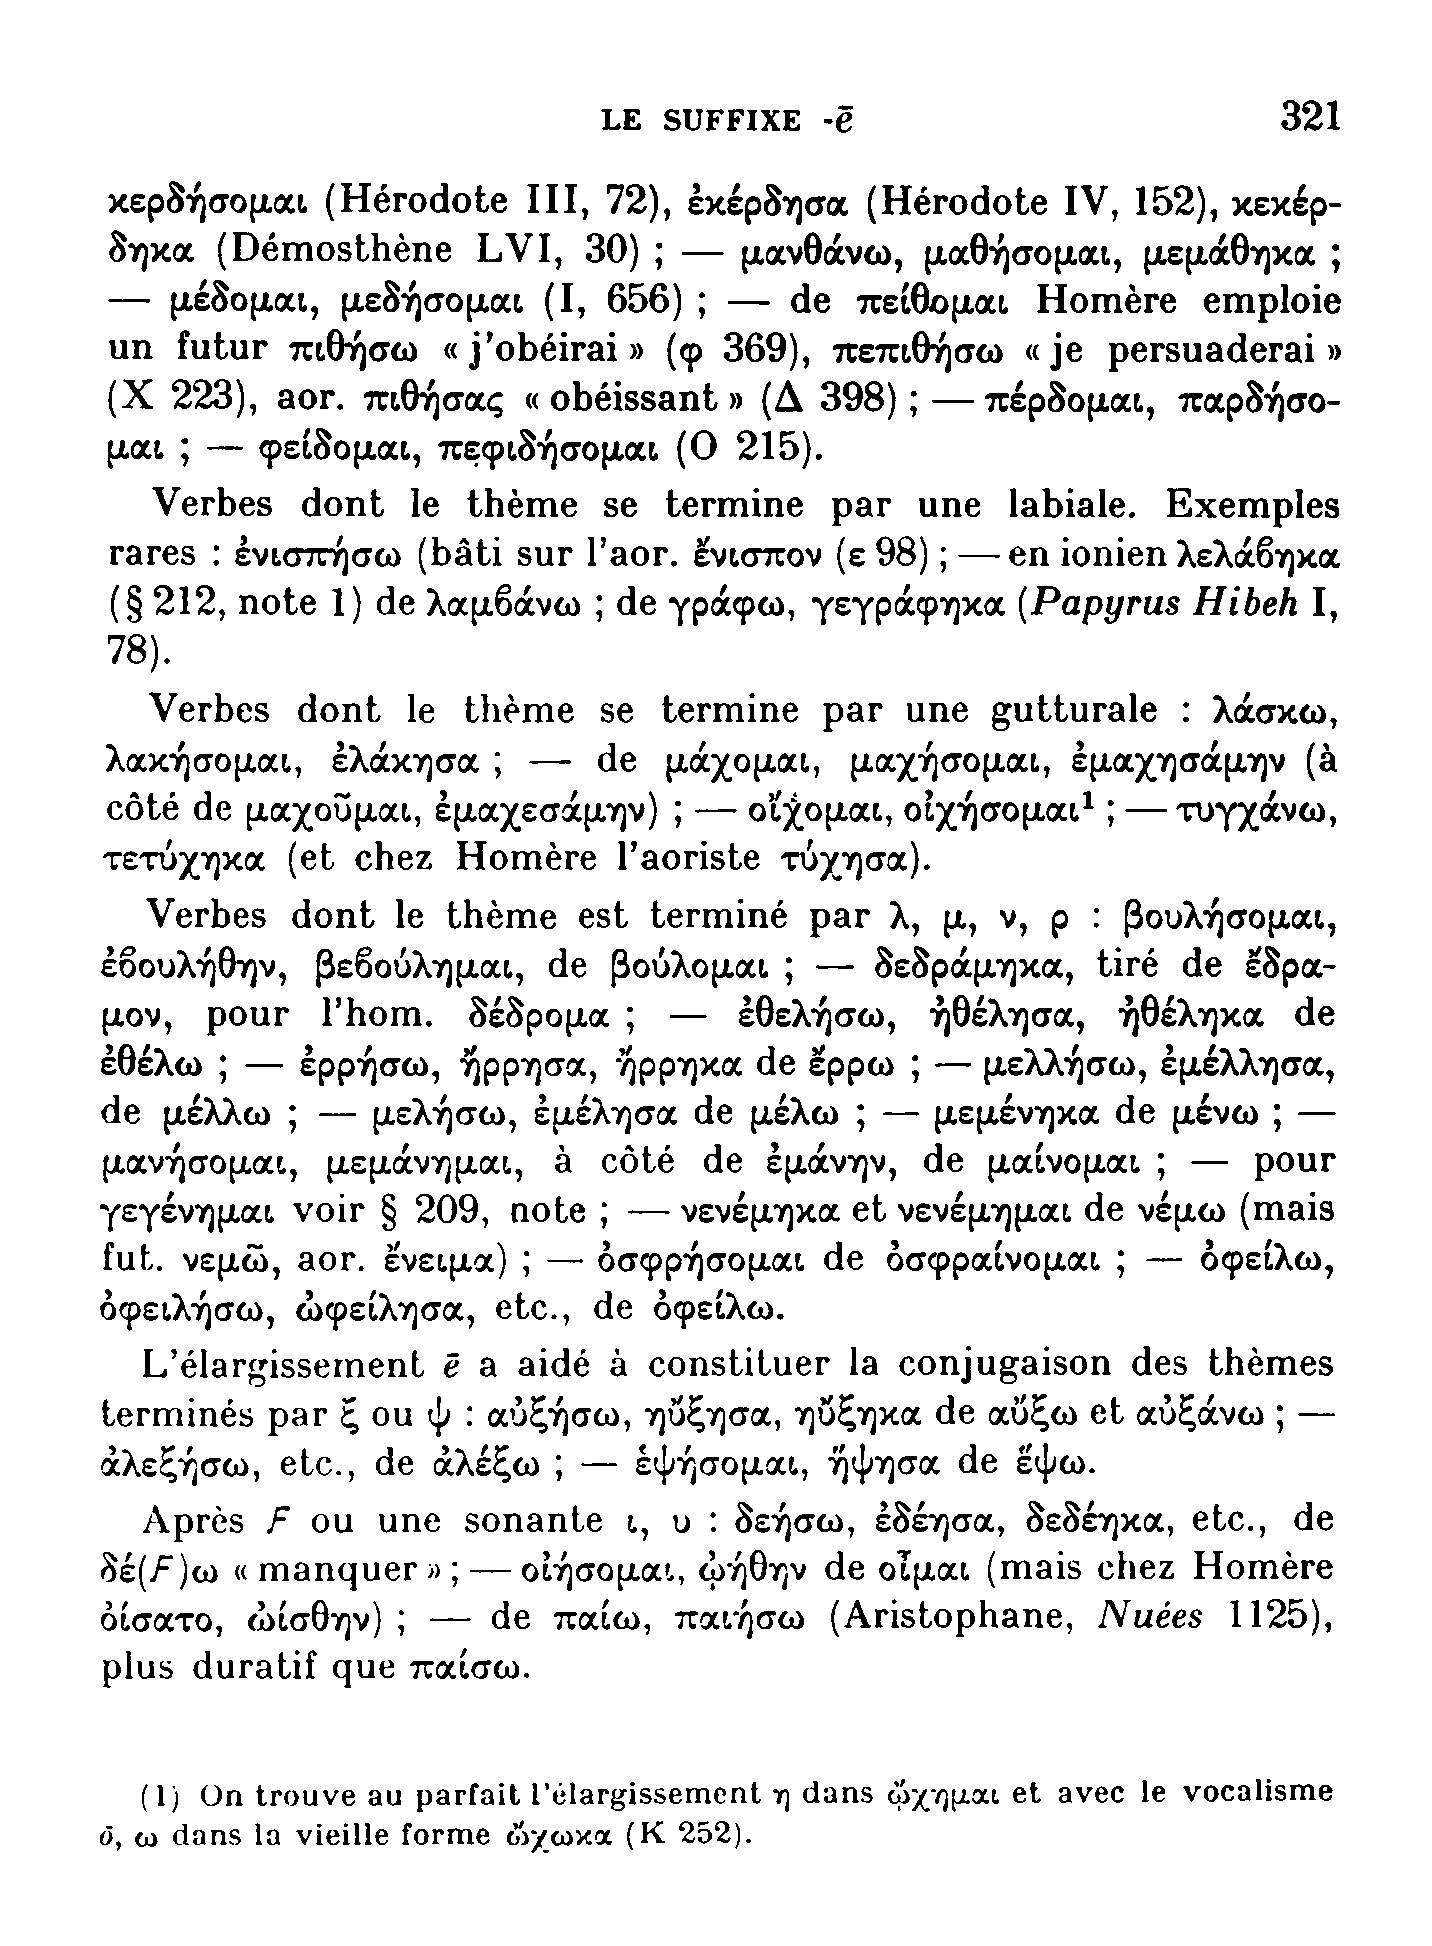 LE SUFFIXE -ē 321
κερδήσομαι (Hérodote III, 72), ἐκέρδησα (Hérodote IV, 152), κεκέρ-
δηκα (Démosthène LVI, 30) ; — μανθάνω, μαθήσομαι, μεμάθηκα ;
— μέδομαι, μεδήσομαι (I, 656) ; — de πείθομαι Homère emploie
un futur πιθήσω « j'obéirai » (φ 369), πεπιθήσω « je persuaderai »
(X 223), aor. πιθήσας « obéissant » (Δ 398) ; — πέρδομαι, παρδήσο-
μαι ; — φείδομαι, πεφιδήσομαι (O 215).
Verbes dont le thème se termine par une labiale. Exemples
rares : ἐνισπήσω (bâti sur l'aor. ἔνισπον (ε 98) ; — en ionien λελάϐηκα
(§ 212, note 1) de λαμϐάνω ; de γράφω, γεγράφηκα (Papyrus Hibeh I,
78).
Verbes dont le thème se termine par une gutturale : λάσκω,
λακήσομαι, ἐλάκησα ; — de μάχομαι, μαχήσομαι, ἐμαχησάμην (à
côté de μαχοῦμαι, ἐμαχεσάμην) ; — οἴχομαι, οἰχήσομαι¹ ; — τυγχάνω,
τετύχηκα (et chez Homère l'aoriste τύχησα).
Verbes dont le thème est terminé par λ, μ, ν, ρ : βουλήσομαι,
ἐϐουλήθην, βεϐούλημαι, de βούλομαι ; — δεδράμηκα, tiré de ἔδρα-
μον, pour l'hom. δέδρομα ; — ἐθελήσω, ἠθέλησα, ἠθέληκα de
ἐθέλω ; — ἐρρήσω, ἤρρησα, ἤρρηκα de ἔρρω ; — μελλήσω, ἐμέλλησα,
de μέλλω ; — μελήσω, ἐμέλησα de μέλω ; — μεμένηκα de μένω ; —
μανήσομαι, μεμάνημαι, à côté de ἐμάνην, de μαίνομαι ; — pour
γεγένημαι voir § 209, note ; — νενέμηκα et νενέμημαι de νέμω (mais
fut. νεμῶ, aor. ἔνειμα) ; — ὀσφρήσομαι de ὀσφραίνομαι ; — ὀφείλω,
ὀφειλήσω, ὠφείλησα, etc., de ὀφείλω.
L'élargissement ē a aidé à constituer la conjugaison des thèmes
terminés par ξ ou ψ : αὐξήσω, ηὔξησα, ηὔξηκα de αὔξω et αὐξάνω ; —
ἀλεξήσω, etc., de ἀλέξω ; — ἑψήσομαι, ἥψησα de ἕψω.
Après Ϝ ou une sonante ι, υ : δεήσω, ἐδέησα, δεδέηκα, etc., de
δέ(Ϝ)ω « manquer » ; — οἰήσομαι, ᾠήθην de οἶμαι (mais chez Homère
ὀίσατο, ὠίσθην) ; — de παίω, παιήσω (Aristophane, Nuées 1125),
plus duratif que παίσω.
(1) On trouve au parfait l'élargissement η dans ᾤχημαι et avec le vocalisme
ō, ω dans la vieille forme ᾤχωκα (K 252).